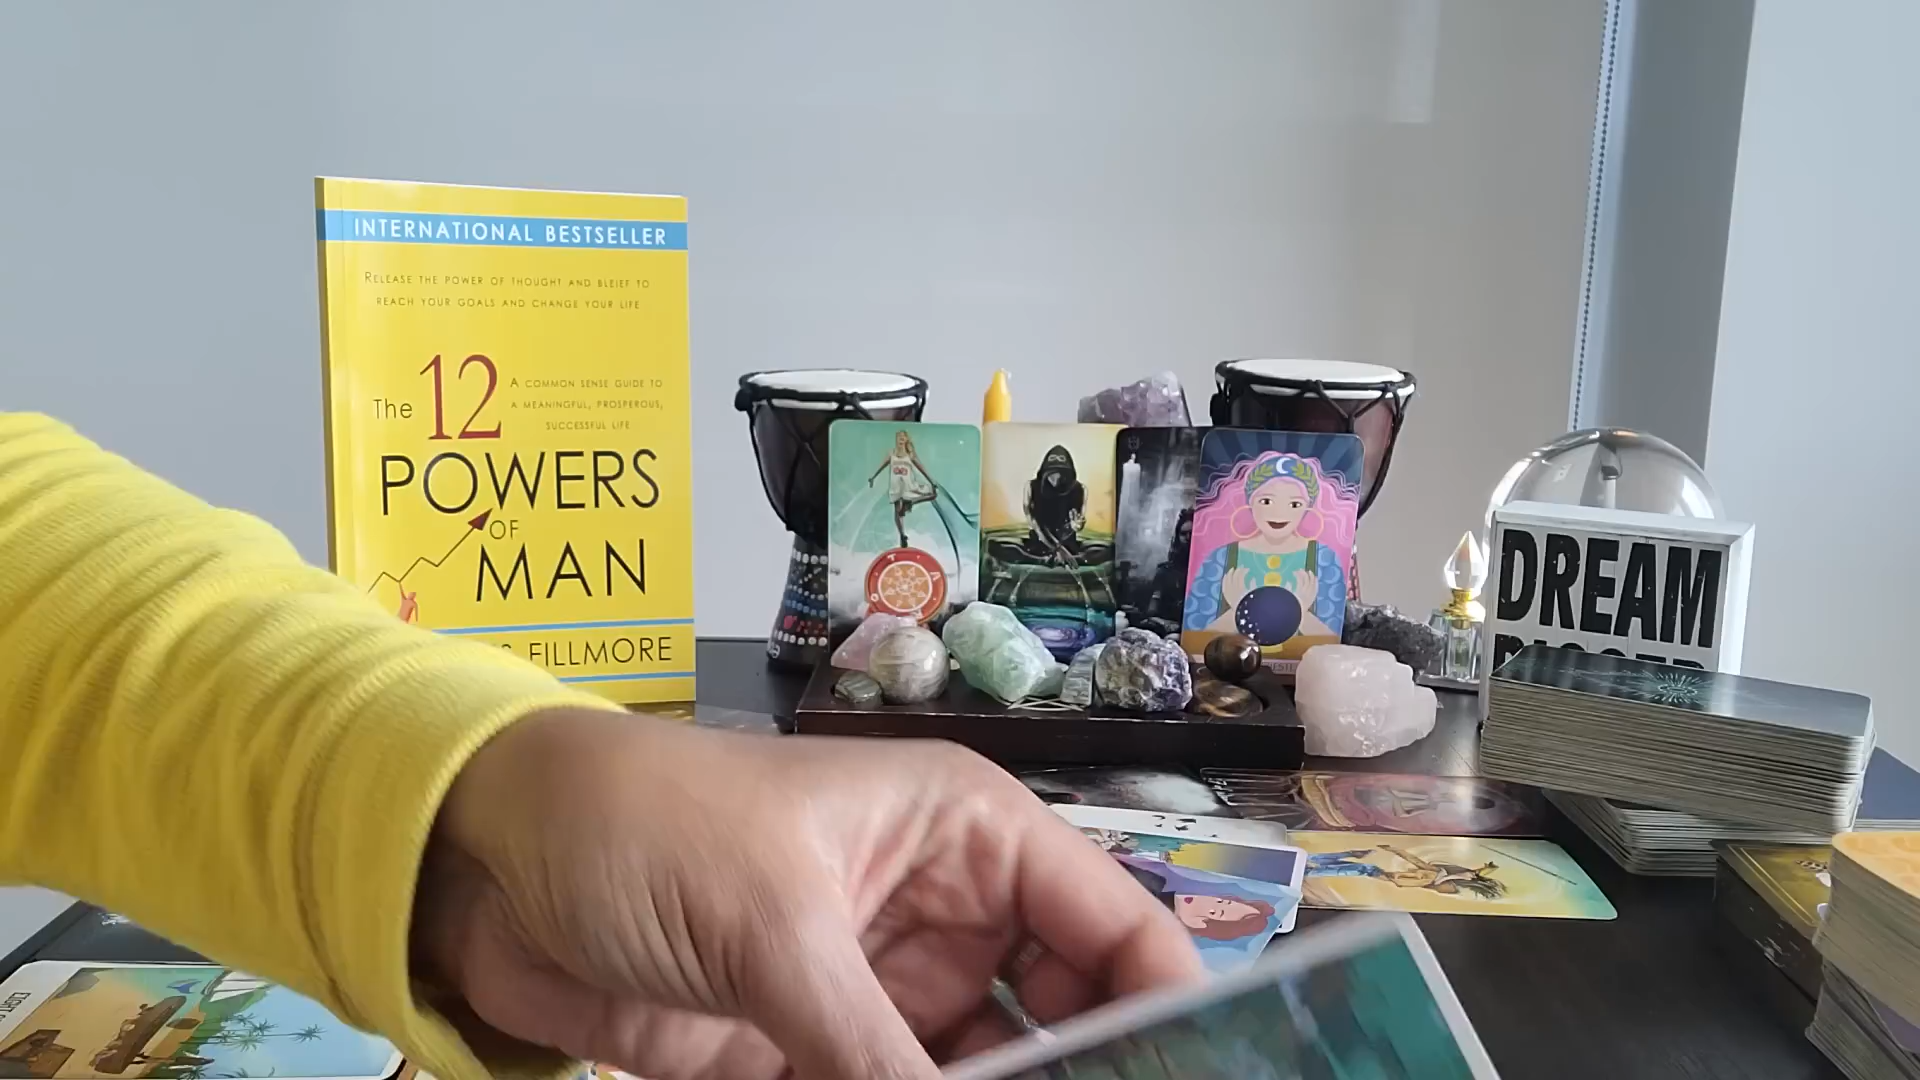 INTERNATIONAL BESTSELLER
RELEASE THE POWER OF THOUGHT AND BLEIEF TO
REACH YOUR GOALS AND CHANGE YOUR LIFE
The 12
A COMMON SENSE GUIDE TO
A MEANINGFUL, PROSPEROUS,
SUCCESSFUL LIFE
POWERS
OF
MAN
FILLMORE
DREAM